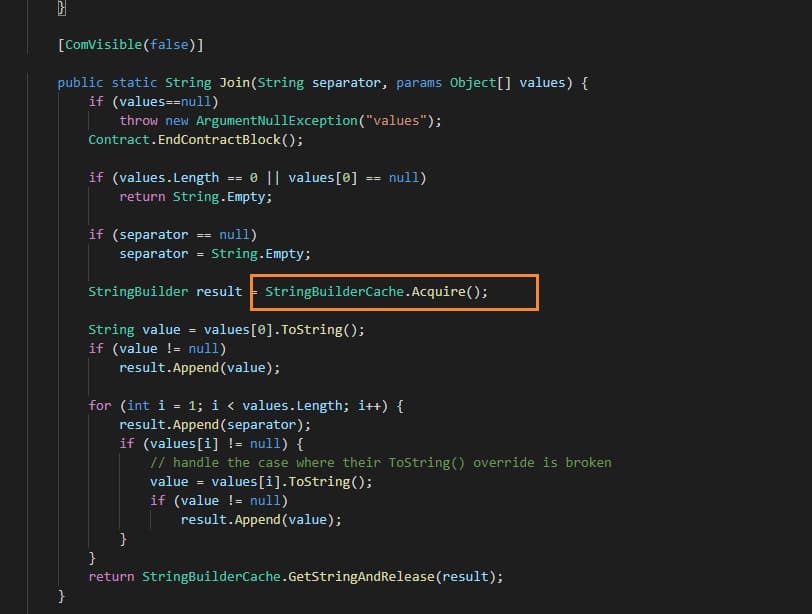 }
[ComVisible(false)]
public static String Join(String separator, params Object[] values) {
if (values==null)
throw new ArgumentNullException("values");
Contract.EndContractBlock();
if (values.Length == 0 || values[0] == null)
return String.Empty;
if (separator == null)
separator = String.Empty;
StringBuilder result = StringBuilderCache.Acquire();
String value = values[0].ToString();
if (value != null)
result.Append(value);
for (int i = 1; i < values.Length; i++) {
result.Append(separator);
if (values[i] != null) {
// handle the case where their ToString() override is broken
value = values[i].ToString();
if (value != null)
result.Append(value);
}
}
return StringBuilderCache.GetStringAndRelease(result);
}